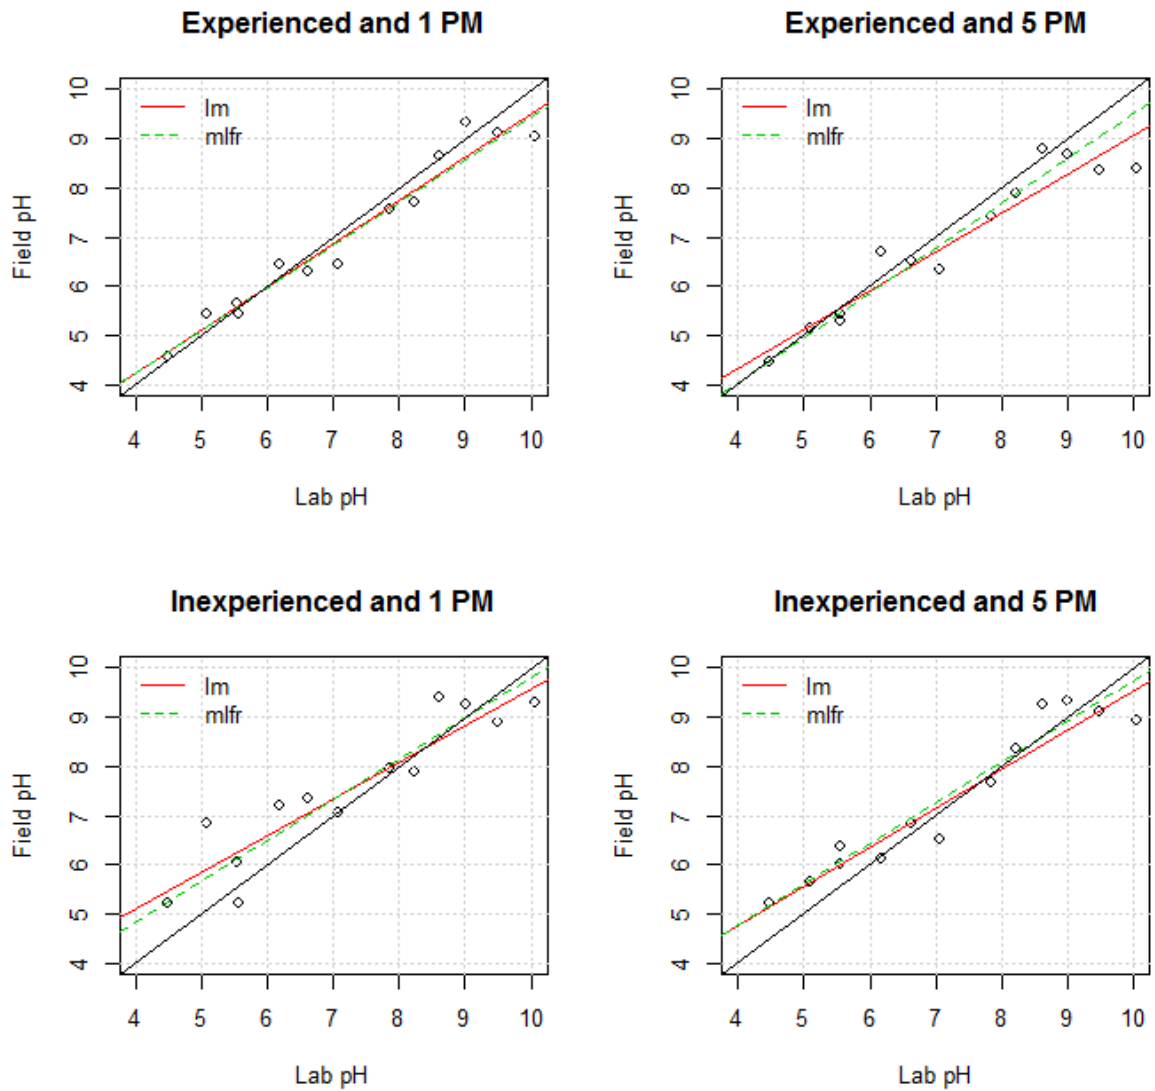 Experienced and 1 PM
10
9
8
7
6
5
4
Field pH
lm
mlfr
4 5 6 7 8 9 10
Lab pH
Experienced and 5 PM
10
9
8
7
6
5
4
Field pH
lm
mlfr
4 5 6 7 8 9 10
Lab pH
Inexperienced and 1 PM
10
9
8
7
6
5
4
Field pH
lm
mlfr
4 5 6 7 8 9 10
Lab pH
Inexperienced and 5 PM
10
9
8
7
6
5
4
Field pH
lm
mlfr
4 5 6 7 8 9 10
Lab pH